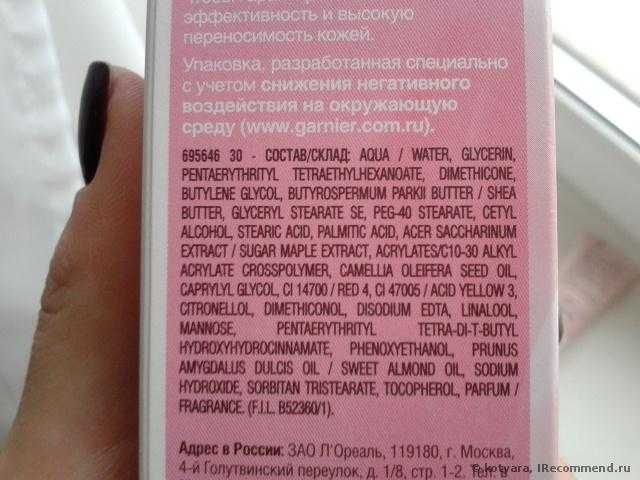 эффективность и высокую
переносимость кожей.
Упаковка, разработанная специально
с учетом снижения негативного
воздействия на окружающую
среду (www.garnier.com.ru).
695646 30 - СОСТАВ/СКЛАД: AQUA / WATER, GLYCERIN,
PENTAERYTHRITYL TETRAETHYLHEXANOATE, DIMETHICONE,
BUTYLENE GLYCOL, BUTYROSPERMUM PARKII BUTTER / SHEA
BUTTER, GLYCERYL STEARATE SE, PEG-40 STEARATE, CETYL
ALCOHOL, STEARIC ACID, PALMITIC ACID, ACER SACCHARINUM
EXTRACT / SUGAR MAPLE EXTRACT, ACRYLATES/C10-30 ALKYL
ACRYLATE CROSSPOLYMER, CAMELLIA OLEIFERA SEED OIL,
CAPRYLYL GLYCOL, CI 14700 / RED 4, CI 47005 / ACID YELLOW 3,
CITRONELLOL, DIMETHICONOL, DISODIUM EDTA, LINALOOL,
MANNOSE, PENTAERYTHRITYL TETRA-DI-T-BUTYL
HYDROXYHYDROCINNAMATE, PHENOXYETHANOL, PRUNUS
AMYGDALUS DULCIS OIL / SWEET ALMOND OIL, SODIUM
HYDROXIDE, SORBITAN TRISTEARATE, TOCOPHEROL, PARFUM /
FRAGRANCE. (F.I.L. B52360/1).
Адрес в России: ЗАО Л'Ореаль, 119180, г. Москва,
4-й Голутвинский переулок, д. 1/8, стр. 1-2. Тел. в
© kotyara, IRecommend.ru